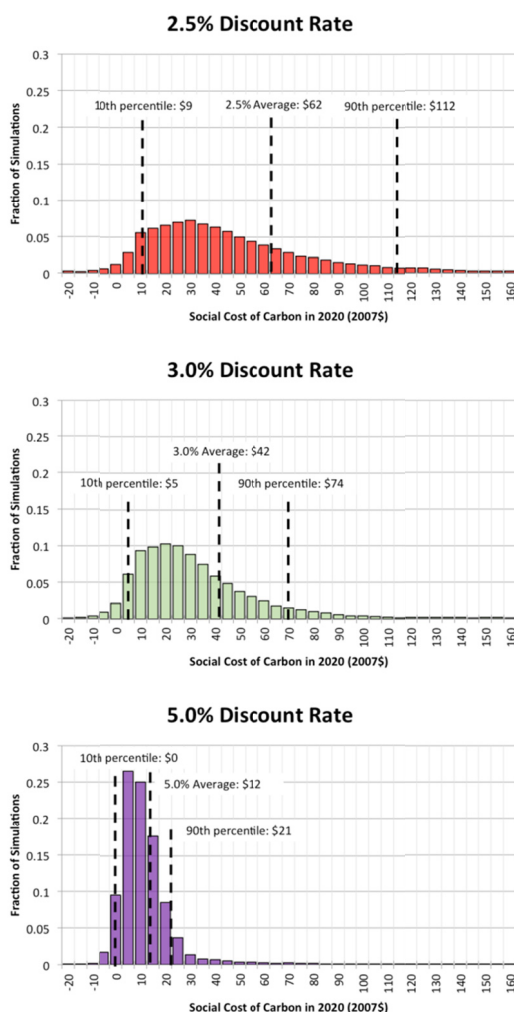 2.5% Discount Rate
0.3
0.25
0.2
0.15
0.1
0.05
0
Fraction of Simulations
10th percentile: $9
2.5% Average: $62
90th percentile: $112
-20 -10 0 10 20 30 40 50 60 70 80 90 100 110 120 130 140 150 160
Social Cost of Carbon in 2020 (2007$)
3.0% Discount Rate
0.3
0.25
0.2
0.15
0.1
0.05
0
Fraction of Simulations
3.0% Average: $42
10th percentile: $5
90th percentile: $74
-20 -10 0 10 20 30 40 50 60 70 80 90 100 110 120 130 140 150 160
Social Cost of Carbon in 2020 (2007$)
5.0% Discount Rate
0.3
0.25
0.2
0.15
0.1
0.05
0
Fraction of Simulations
10th percentile: $0
5.0% Average: $12
90th percentile: $21
-20 -10 0 10 20 30 40 50 60 70 80 90 100 110 120 130 140 150 160
Social Cost of Carbon in 2020 (2007$)